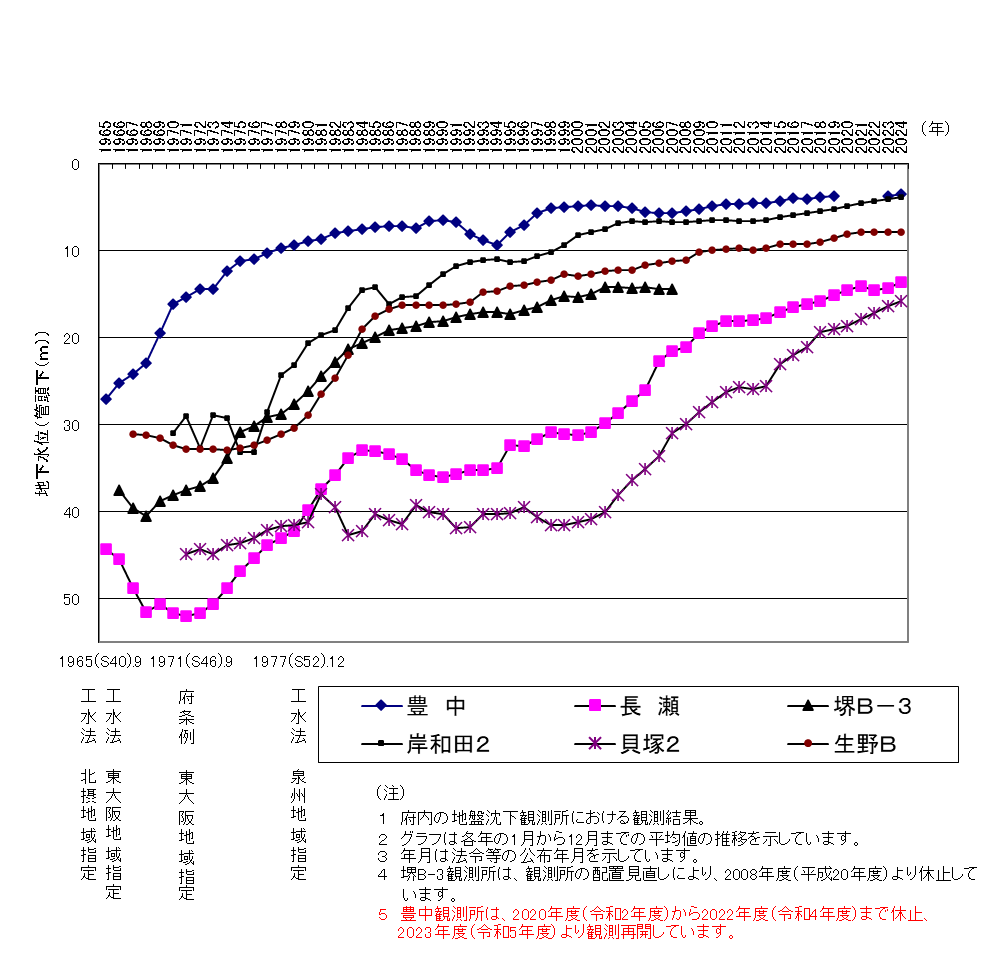 1965 1966 1967 1968 1969 1970 1971 1972 1973 1974 1975 1976 1977 1978 1979 1980 1981 1982 1983 1984 1985 1986 1987 1988 1989 1990 1991 1992 1993 1994 1995 1996 1997 1998 1999 2000 2001 2002 2003 2004 2005 2006 2007 2008 2009 2010 2011 2012 2013 2014 2015 2016 2017 2018 2019 2020 2021 2022 2023 2024 (年)
0
10
20
30
40
50
地下水位(管頭下(m))
1965(S40).9 1971(S46).9 1977(S52).12
工水法 北摂地域指定
工水法 東大阪地域指定
府条例 東大阪地域指定
工水法 泉州地域指定
豊 中 長 瀬 堺B-3
岸和田2 貝塚2 生野B
(注)
1 府内の地盤沈下観測所における観測結果。
2 グラフは各年の1月から12月までの平均値の推移を示しています。
3 年月は法令等の公布年月を示しています。
4 堺B-3観測所は、観測所の配置見直しにより、2008年度(平成20年度)より休止して
います。
5 豊中観測所は、2020年度(令和2年度)から2022年度(令和4年度)まで休止、
2023年度(令和5年度)より観測再開しています。